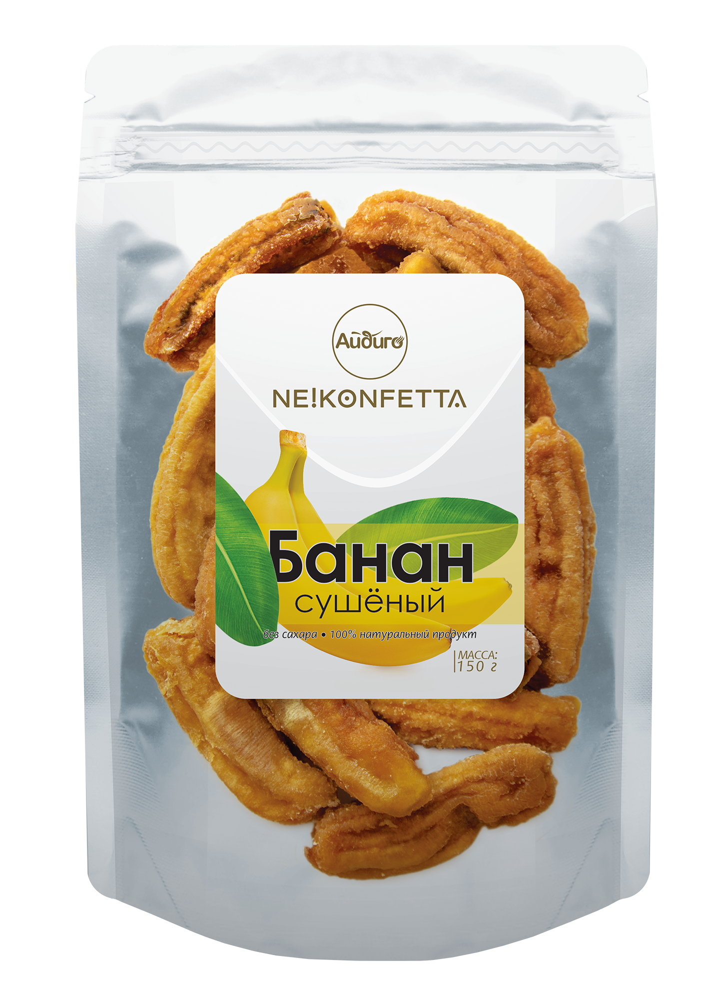 Айдиго
NE!KONFETTA
Банан
сушёный
без сахара • 100% натуральный продукт
МАССА:
150 г